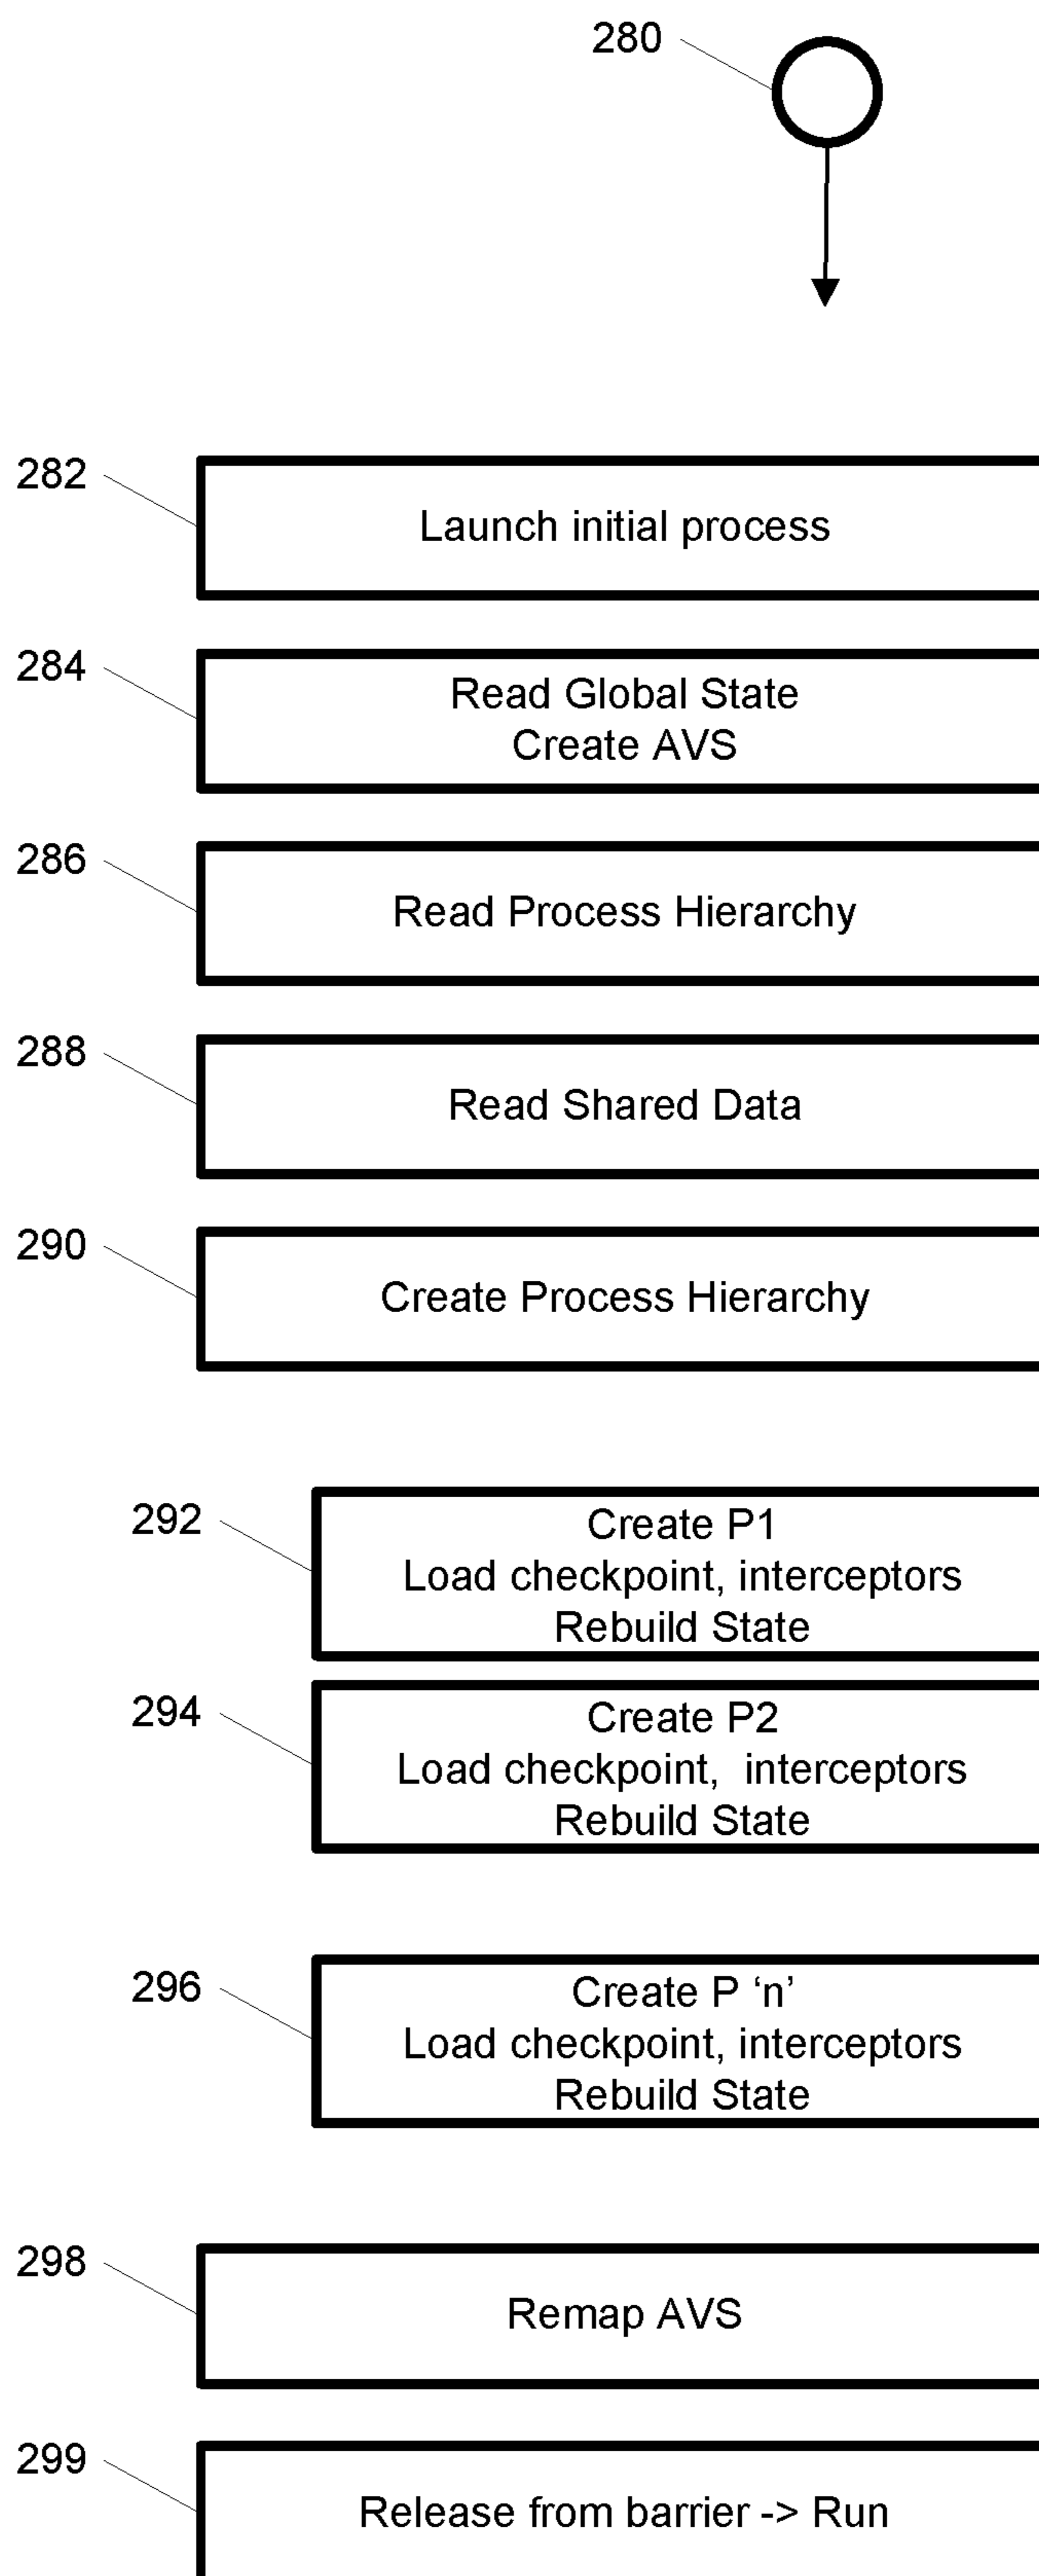 280
282
Launch initial process
284
Read Global State
Create AVS
286
Read Process Hierarchy
288
Read Shared Data
290
Create Process Hierarchy
292
Create P1
Load checkpoint, interceptors
Rebuild State
294
Create P2
Load checkpoint,  interceptors
Rebuild State
296
Create P ‘n’
Load checkpoint, interceptors
Rebuild State
298
Remap AVS
299
Release from barrier -> Run